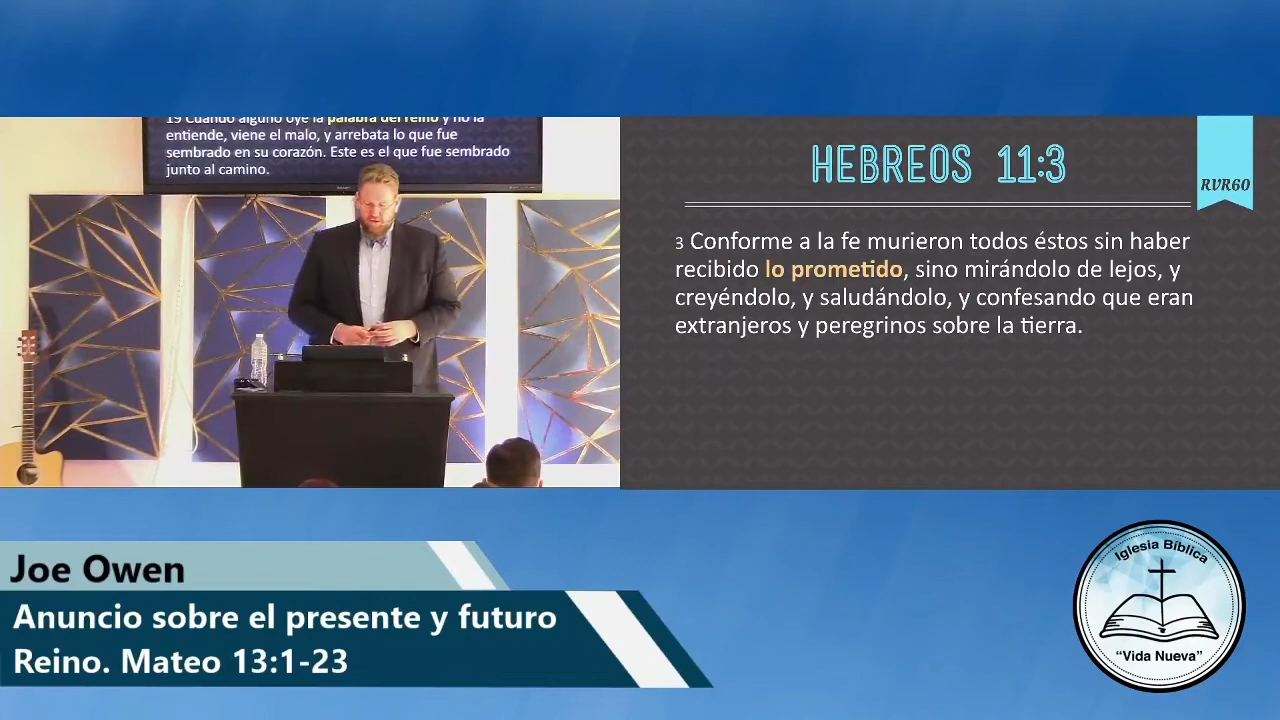 19 Cuando alguno oye la palabra del reino y no la
entiende, viene el malo, y arrebata lo que fue
sembrado en su corazón. Este es el que fue sembrado
junto al camino.
HEBREOS 11:3
RVR60
3 Conforme a la fe murieron todos éstos sin haber
recibido lo prometido, sino mirándolo de lejos, y
creyéndolo, y saludándolo, y confesando que eran
extranjeros y peregrinos sobre la tierra.
Joe Owen
Anuncio sobre el presente y futuro
Reino. Mateo 13:1-23
Iglesia Bíblica
“Vida Nueva”